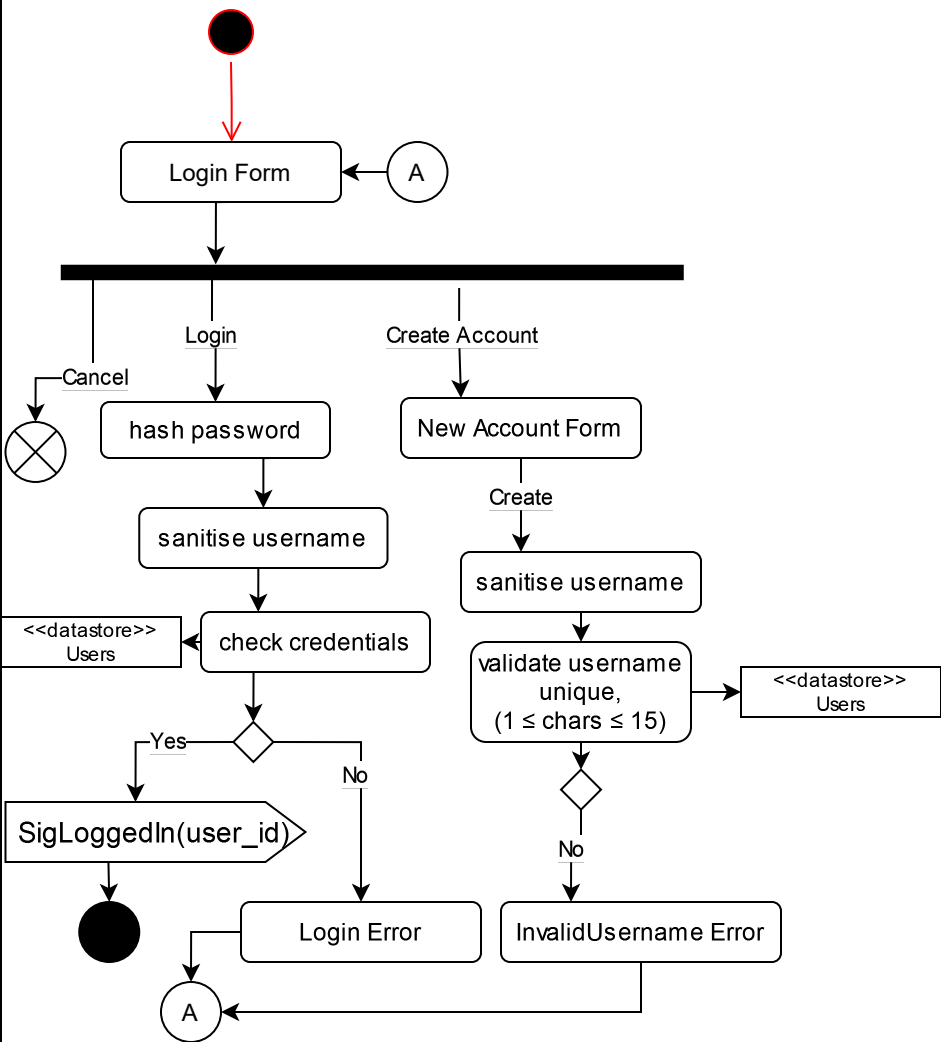 Login Form
A
Login
Create Account
Cancel
hash password
New Account Form
Create
sanitise username
sanitise username
<<datastore>>
Users
check credentials
validate username
unique,
(1 ≤ chars ≤ 15)
<<datastore>>
Users
Yes
No
SigLoggedIn(user_id)
No
Login Error
InvalidUsername Error
A